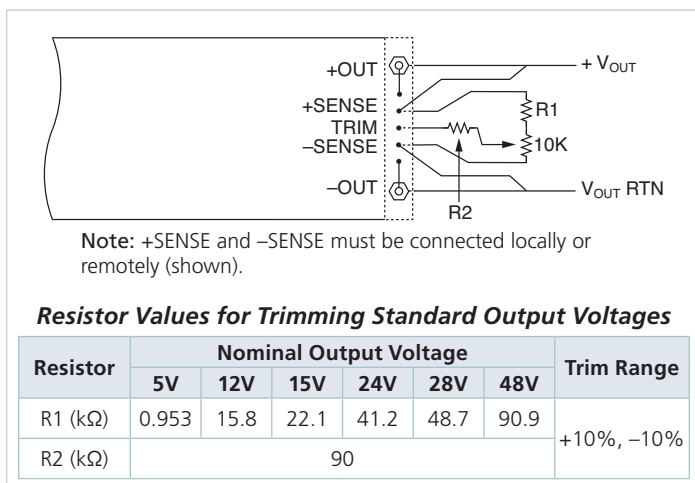 +OUT
+ VOUT
+SENSE
R1
TRIM
–SENSE
10K
–OUT
VOUT RTN
R2
Note: +SENSE and –SENSE must be connected locally or
remotely (shown).
Resistor Values for Trimming Standard Output Voltages
Resistor Nominal Output Voltage Trim Range
5V 12V 15V 24V 28V 48V
R1 (kΩ) 0.953 15.8 22.1 41.2 48.7 90.9 +10%, –10%
R2 (kΩ) 90